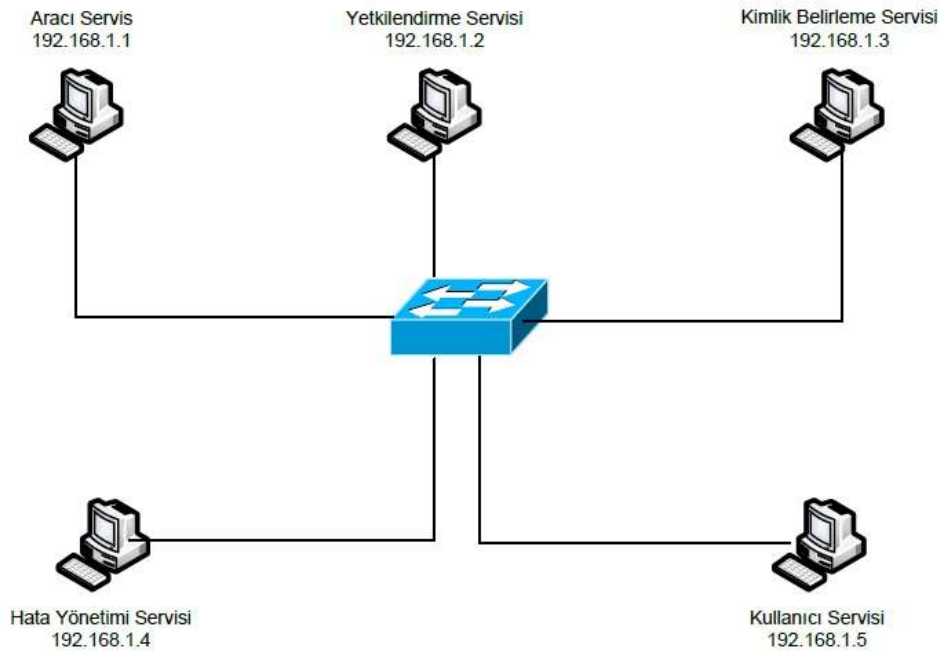 Aracı Servis
192.168.1.1
Yetkilendirme Servisi
192.168.1.2
Kimlik Belirleme Servisi
192.168.1.3
Hata Yönetimi Servisi
192.168.1.4
Kullanıcı Servisi
192.168.1.5